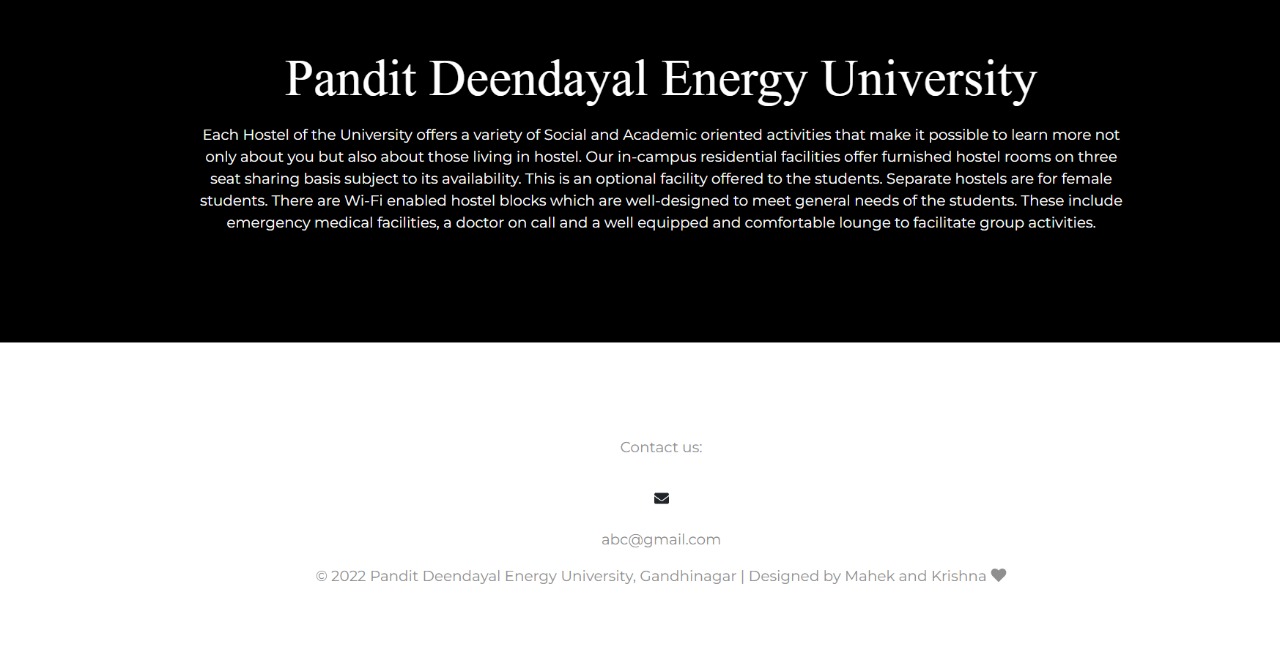 Pandit Deendayal Energy University
Each Hostel of the University offers a variety of Social and Academic oriented activities that make it possible to learn more not
only about you but also about those living in hostel. Our in-campus residential facilities offer furnished hostel rooms on three
seat sharing basis subject to its availability. This is an optional facility offered to the students. Separate hostels are for female
students. There are Wi-Fi enabled hostel blocks which are well-designed to meet general needs of the students. These include
emergency medical facilities, a doctor on call and a well equipped and comfortable lounge to facilitate group activities.
Contact us:
abc@gmail.com
© 2022 Pandit Deendayal Energy University, Gandhinagar | Designed by Mahek and Krishna